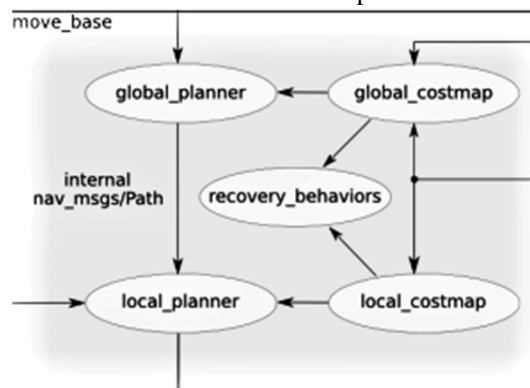 move_base
global_planner
global_costmap
internal
nav_msgs/Path
recovery_behaviors
local_planner
local_costmap